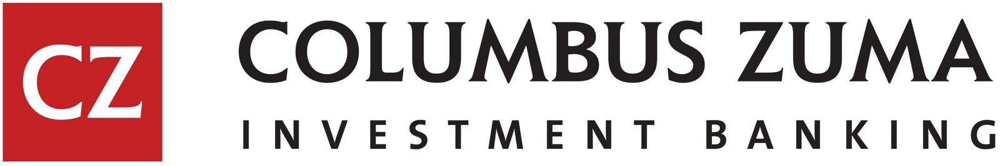 CZ
COLUMBUS ZUMA
INVESTMENT BANKING